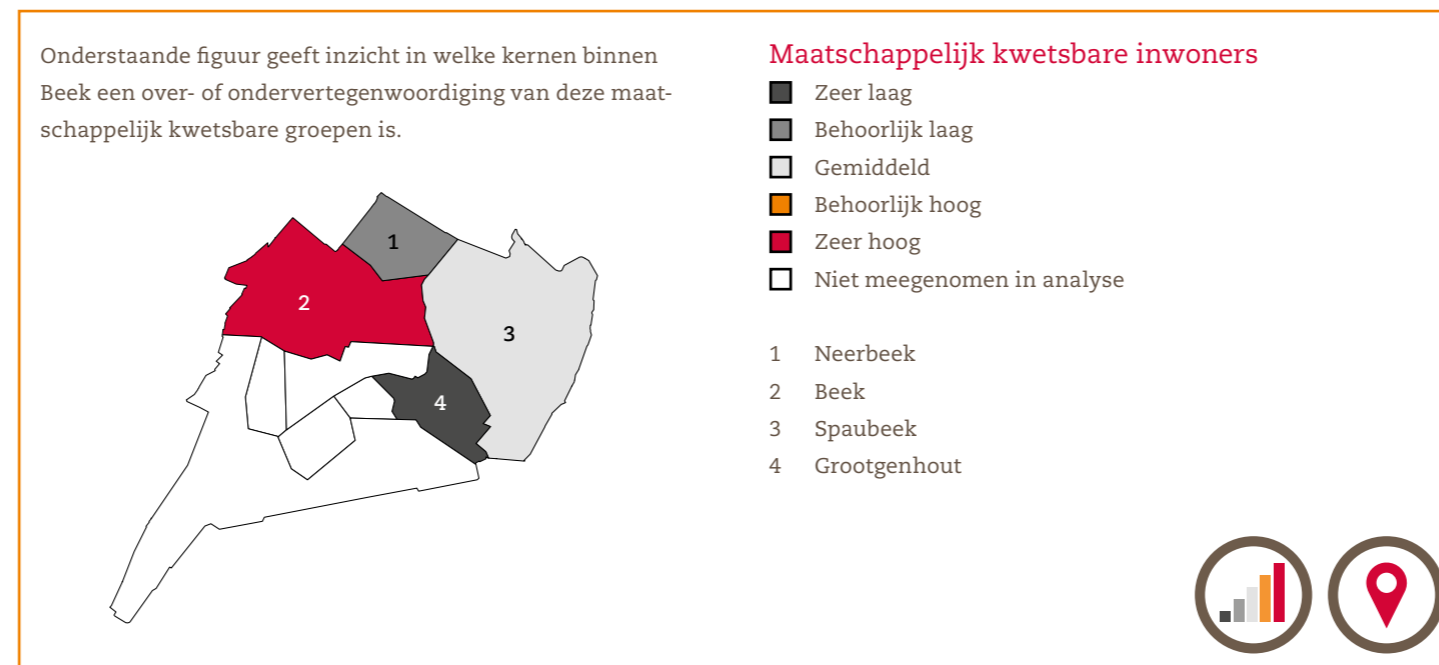 Onderstaande figuur geeft inzicht in welke kernen binnen
Beek een over- of ondervertegenwoordiging van deze maat-
schappelijk kwetsbare groepen is.
1
2
3
4
Maatschappelijk kwetsbare inwoners
Zeer laag
Behoorlijk laag
Gemiddeld
Behoorlijk hoog
Zeer hoog
Niet meegenomen in analyse
1 Neerbeek
2 Beek
3 Spaubeek
4 Grootgenhout